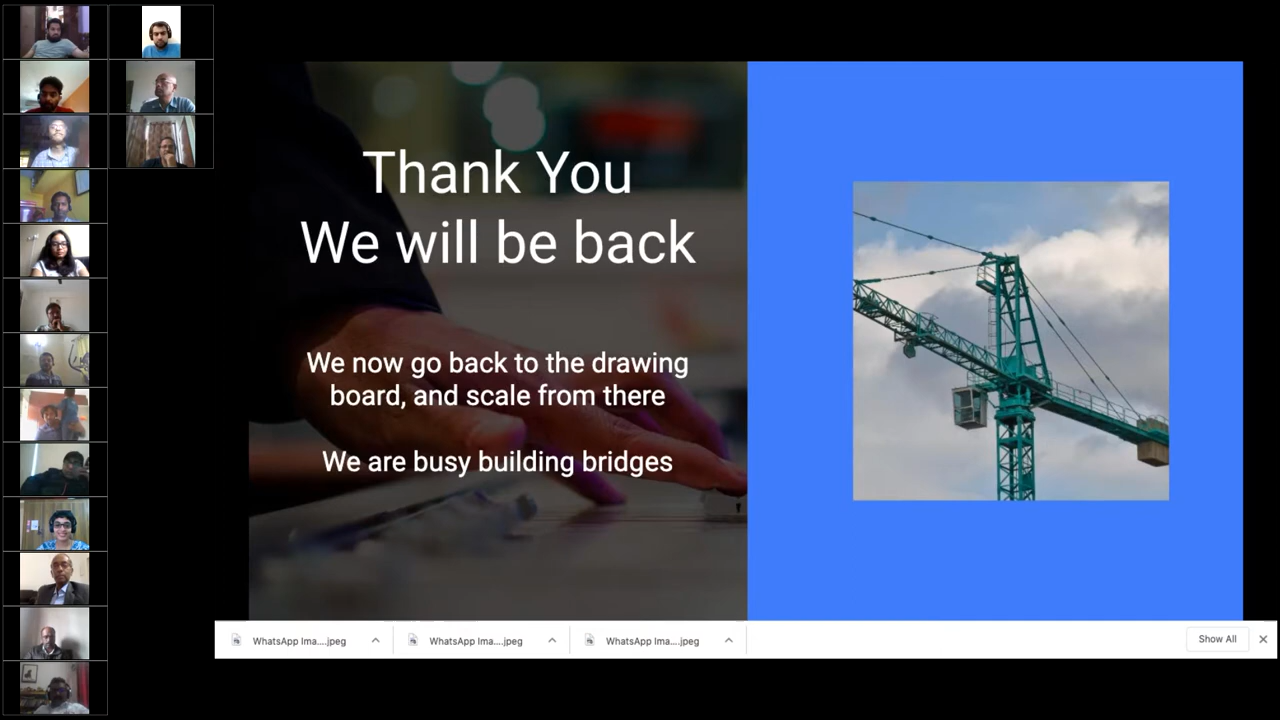 Thank You
We will be back
We now go back to the drawing
board, and scale from there
We are busy building bridges
WhatsApp Ima....jpeg
WhatsApp Ima....jpeg
WhatsApp Ima....jpeg
Show All